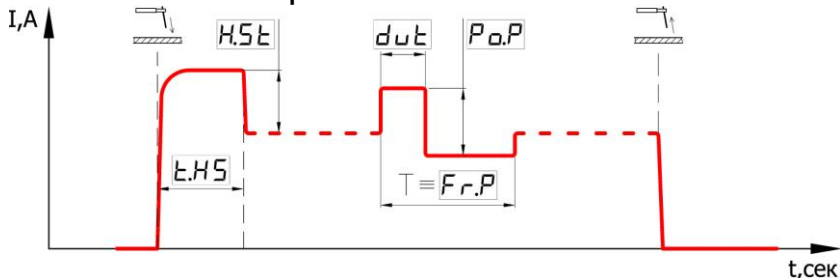 I,A
H.St
dut
Po.P
t.HS
T ≡ Fr.P
t,сек